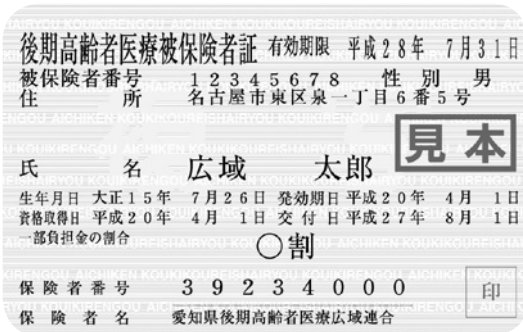 後期高齢者医療被保険者証 有効期限 平成28年 7月31日
被保険者番号 12345678 性別 男
住所 名古屋市東区泉一丁目6番5号
見本
氏名 広域 太郎
生年月日 大正15年 7月26日 発効期日 平成20年 4月 1日
資格取得日 平成20年 4月 1日 交付日 平成27年 8月 1日
一部負担金の割合
〇割
保険者番号 39234000
印
保険者名 愛知県後期高齢者医療広域連合